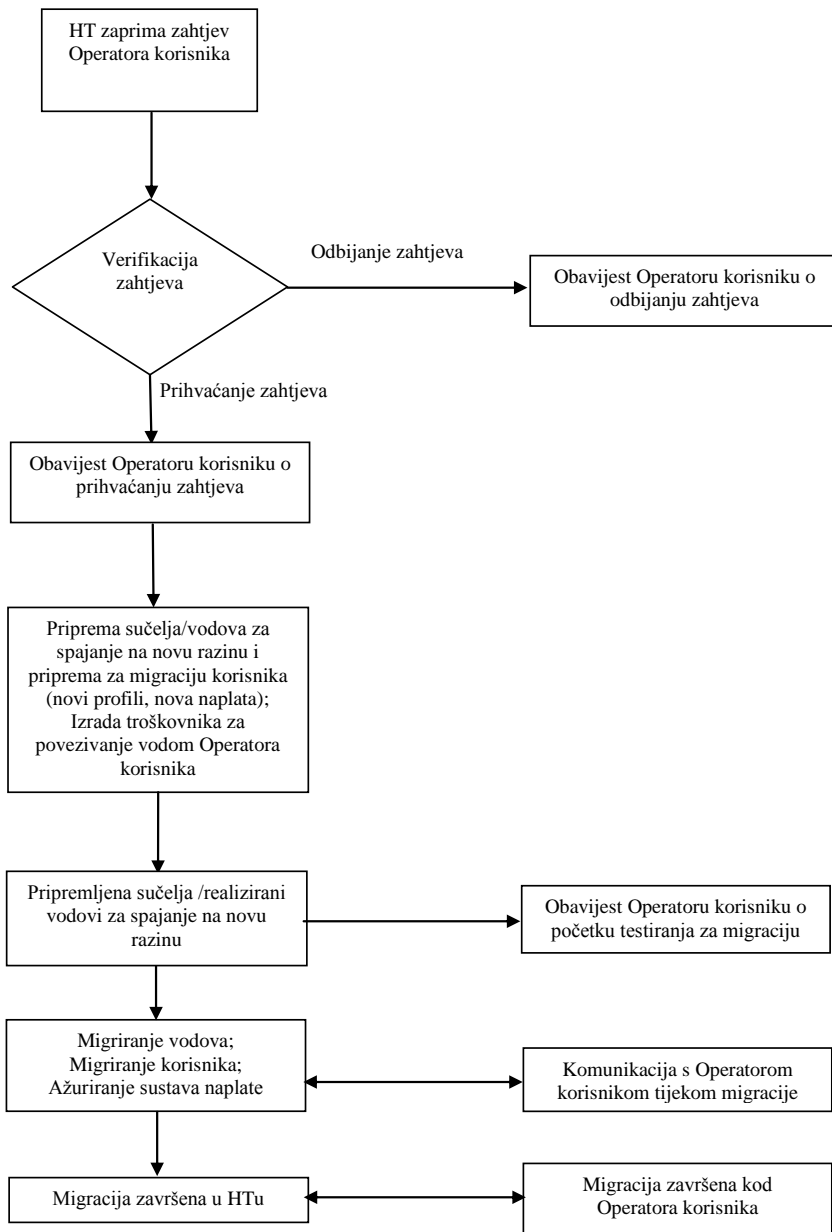 HT zaprima zahtjev
Operatora korisnika
Verifikacija
zahtjeva
Odbijanje zahtjeva
Obavijest Operatoru korisniku o
odbijanju zahtjeva
Prihvaćanje zahtjeva
Obavijest Operatoru korisniku o
prihvaćanju zahtjeva
Priprema sučelja/vodova za
spajanje na novu razinu i
priprema za migraciju korisnika
(novi profili, nova naplata);
Izrada troškovnika za
povezivanje vodom Operatora
korisnika
Pripremljena sučelja /realizirani
vodovi za spajanje na novu
razinu
Obavijest Operatoru korisniku o
početku testiranja za migraciju
Migriranje vodova;
Migriranje korisnika;
Ažuriranje sustava naplate
Komunikacija s Operatorom
korisnikom tijekom migracije
Migracija završena u HTu
Migracija završena kod
Operatora korisnika